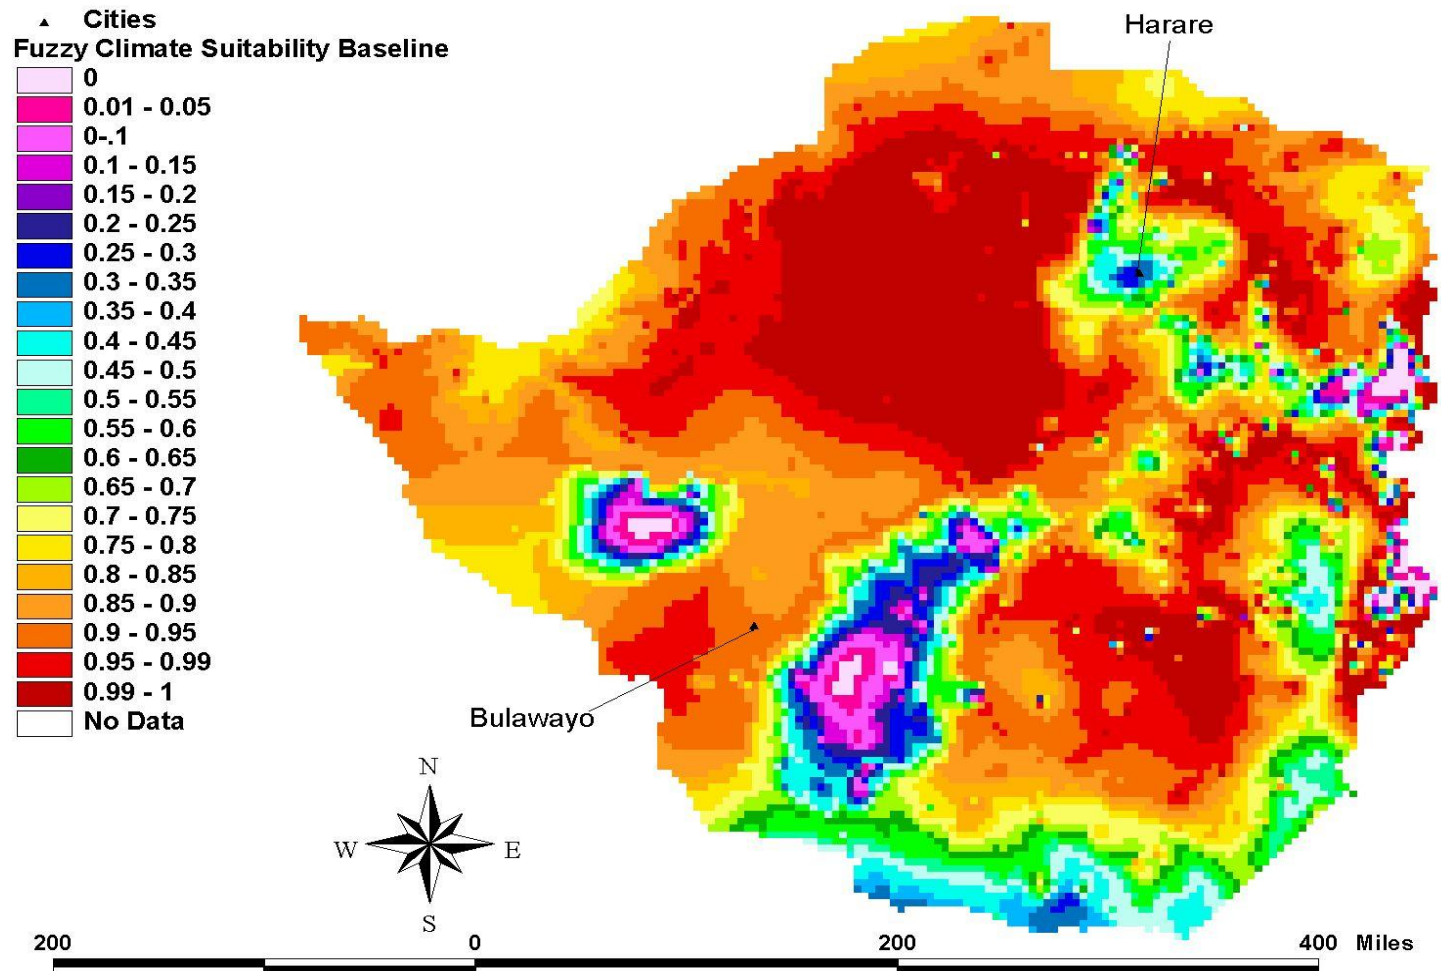 Cities
Fuzzy Climate Suitability Baseline
0
0.01 - 0.05
0-.1
0.1 - 0.15
0.15 - 0.2
0.2 - 0.25
0.25 - 0.3
0.3 - 0.35
0.35 - 0.4
0.4 - 0.45
0.45 - 0.5
0.5 - 0.55
0.55 - 0.6
0.6 - 0.65
0.65 - 0.7
0.7 - 0.75
0.75 - 0.8
0.8 - 0.85
0.85 - 0.9
0.9 - 0.95
0.95 - 0.99
0.99 - 1
No Data
Harare
Bulawayo
N
W E
S
200 0 200 400 Miles